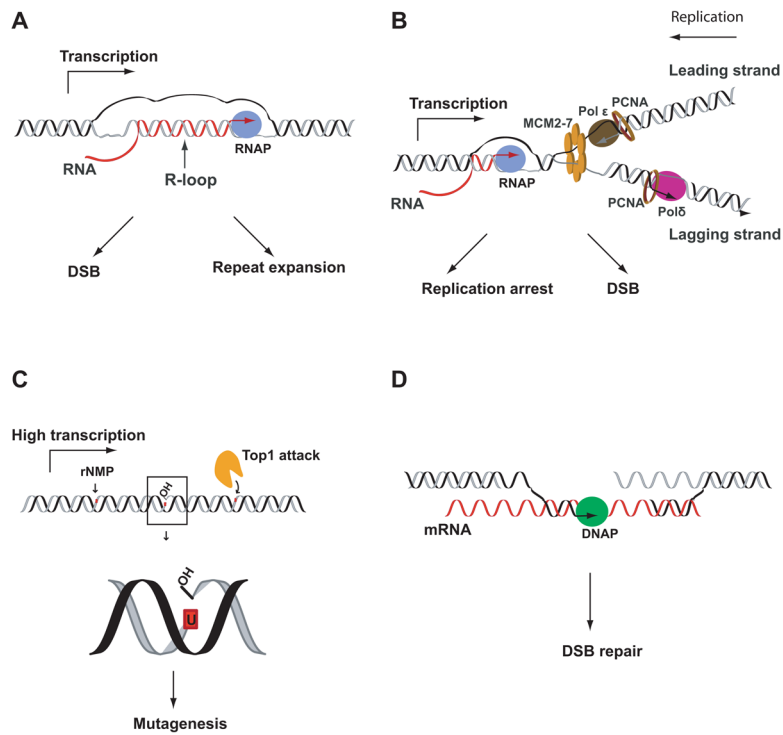 A
Transcription
RNA
R-loop
RNAP
DSB
Repeat expansion
B
Replication
Leading strand
Transcription
MCM2-7
Pol ε
PCNA
RNAP
RNA
PCNA
Polδ
Lagging strand
Replication arrest
DSB
C
High transcription
rNMP
OH
Top1 attack
OH
U
Mutagenesis
D
mRNA
DNAP
DSB repair